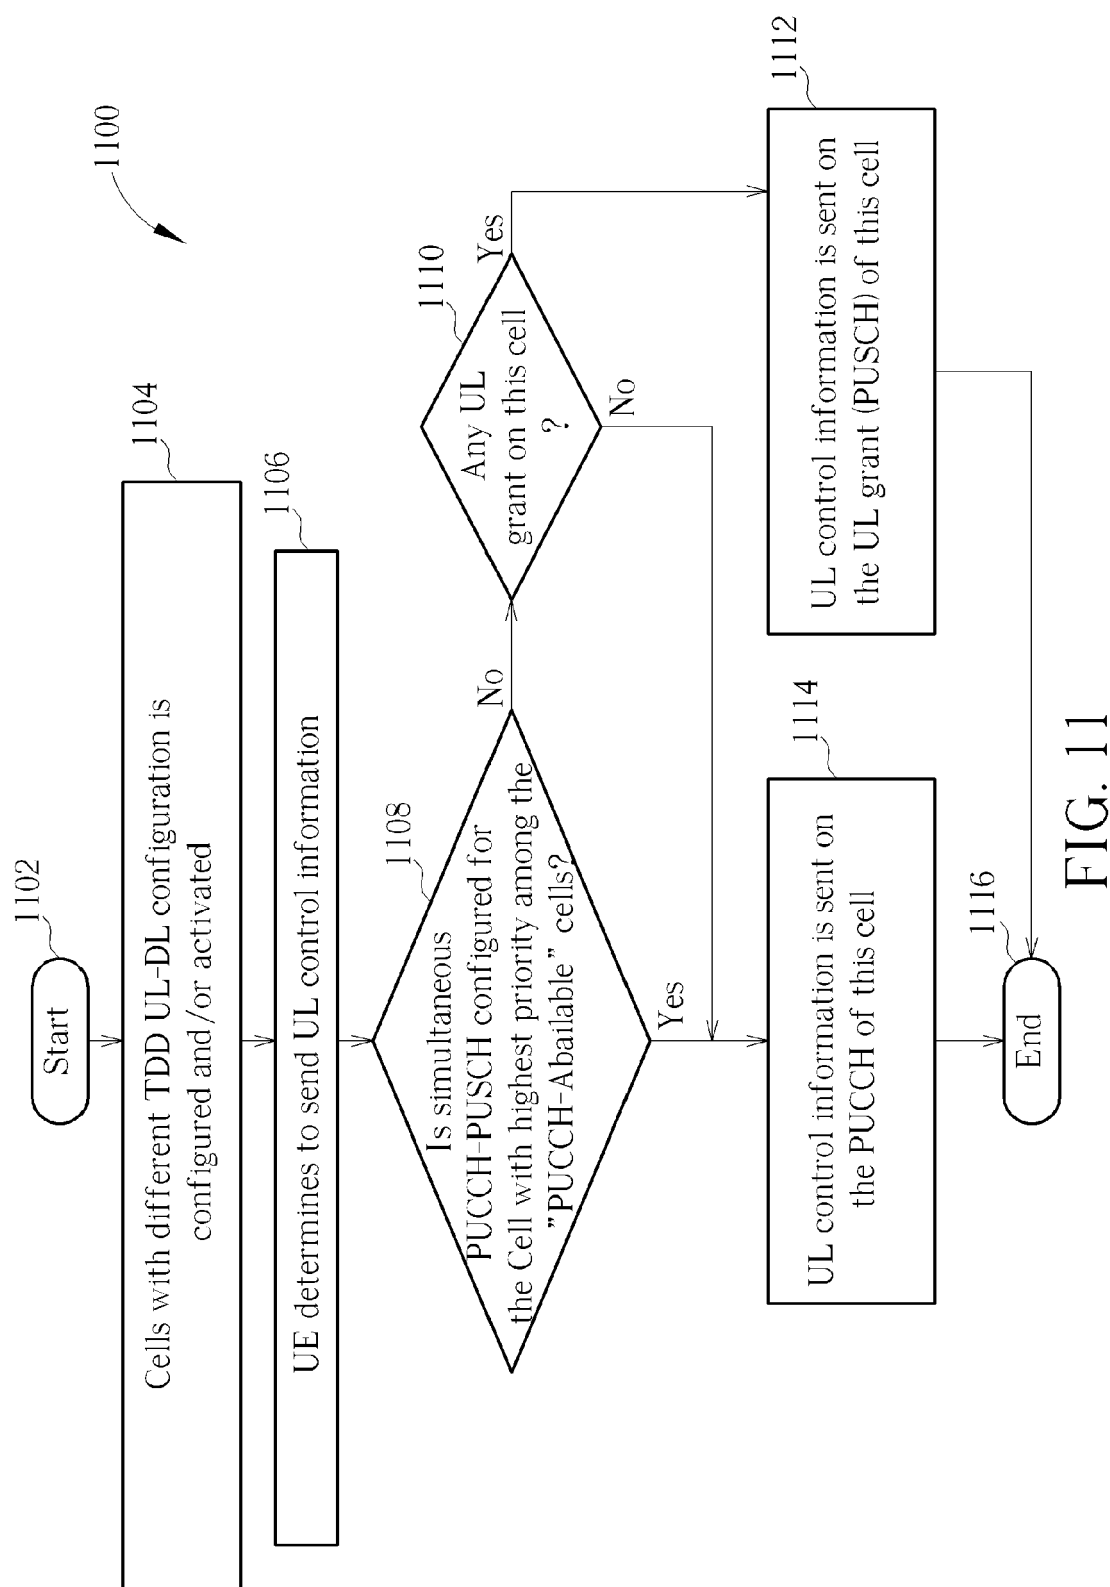 1100
1102
Start
1104
Cells with different TDD UL-DL configuration is
configured and/or activated
1106
UE determines to send UL control information
1108
Is simultaneous
PUCCH-PUSCH configured for
the Cell with highest priority among the
"PUCCH-Abailable" cells?
No
Yes
1110
Any UL
grant on this cell
?
Yes
No
1114
UL control information is sent on
the PUCCH of this cell
1112
UL control information is sent on
the UL grant (PUSCH) of this cell
1116
End
FIG. 11